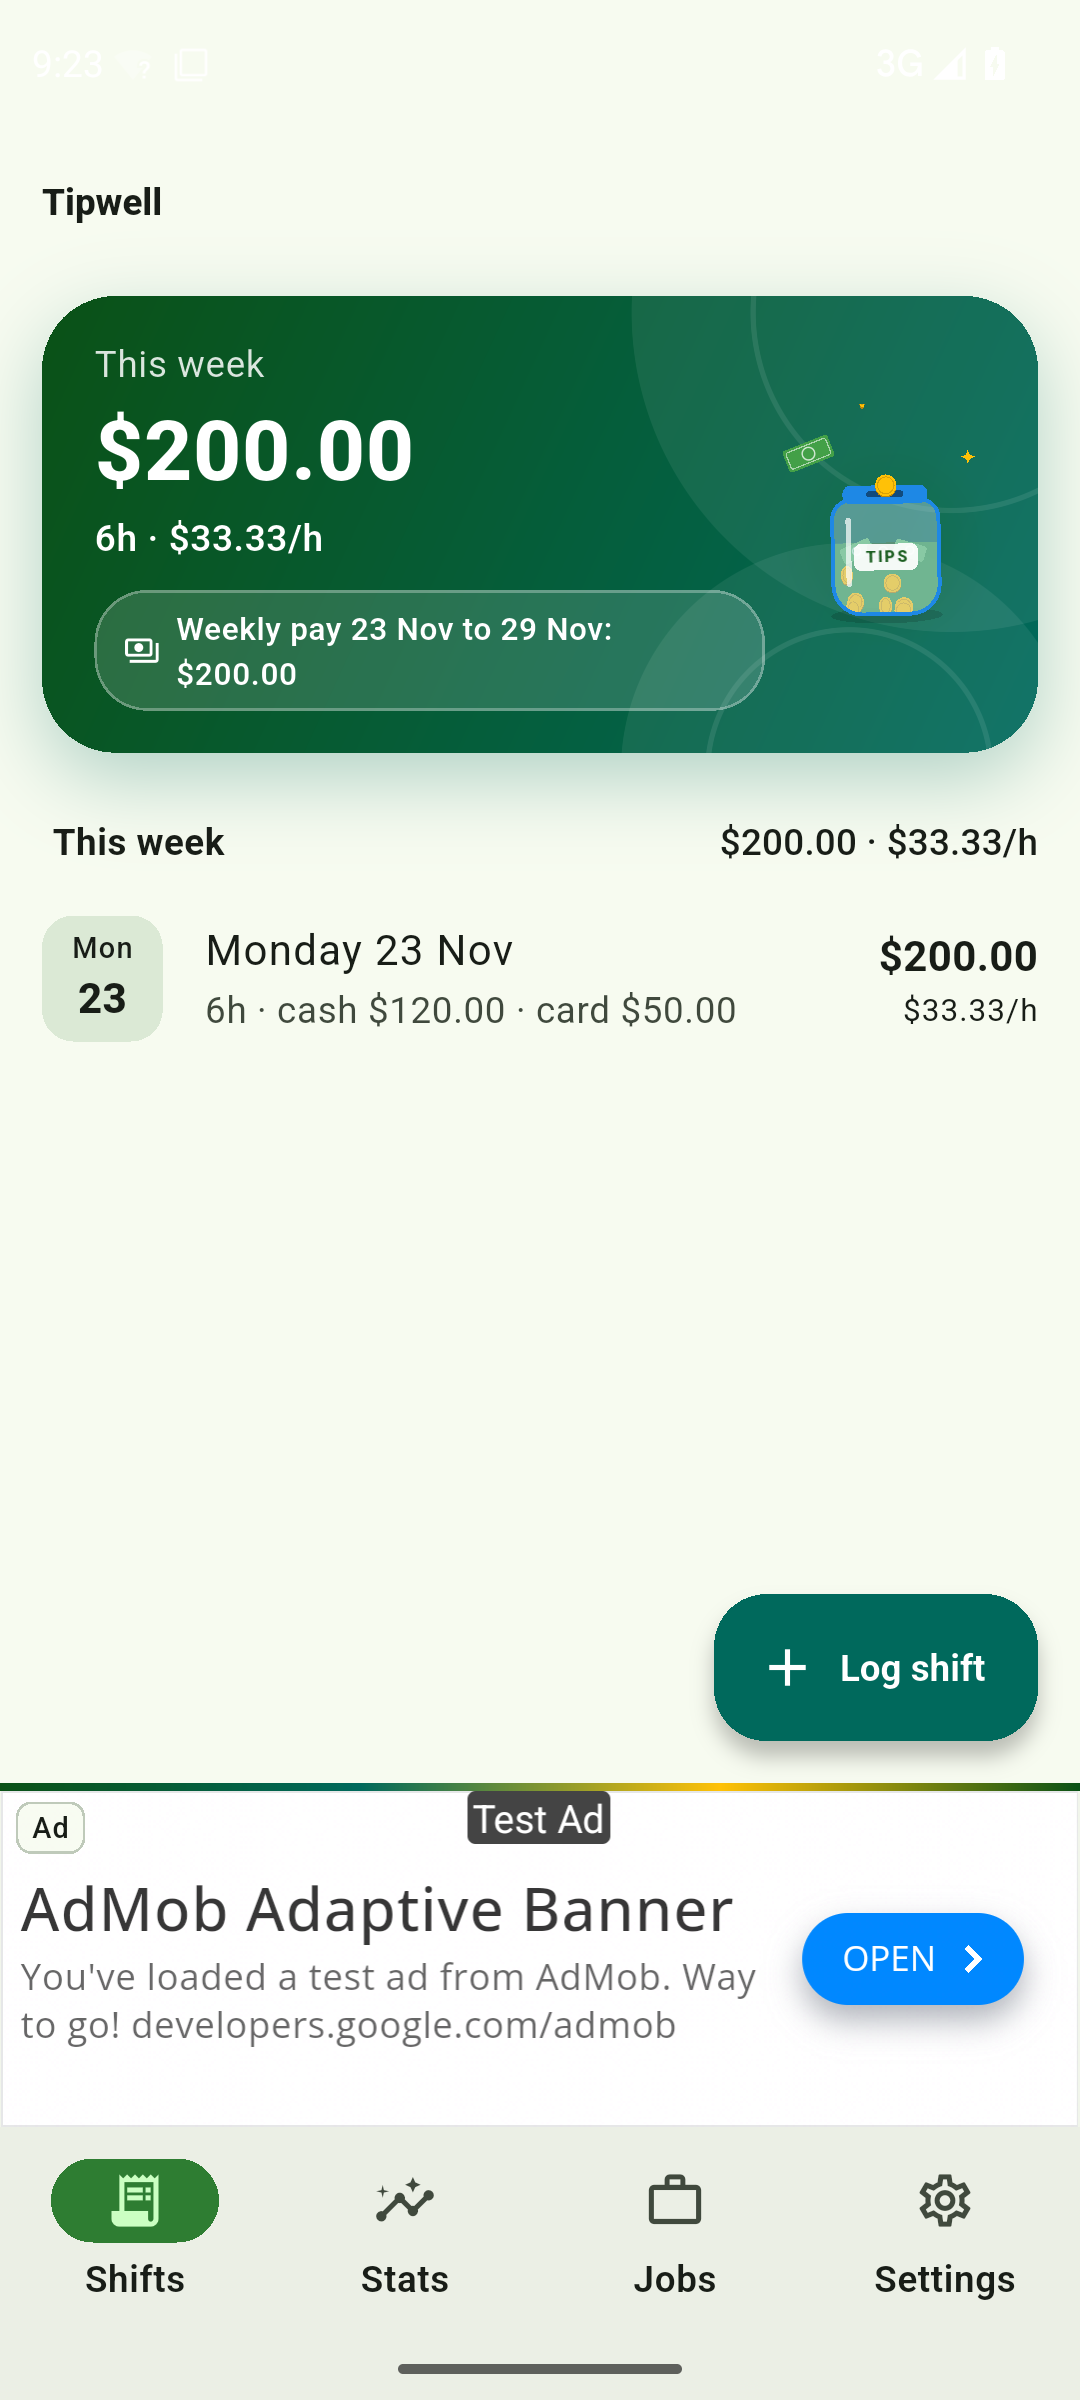 9:23
3G
Tipwell
This week
$200.00
6h · $33.33/h
TIPS
Weekly pay 23 Nov to 29 Nov:
$200.00
This week
$200.00 · $33.33/h
Mon
23
Monday 23 Nov
6h · cash $120.00 · card $50.00
$200.00
$33.33/h
Log shift
Ad
Test Ad
AdMob Adaptive Banner
You've loaded a test ad from AdMob. Way
to go! developers.google.com/admob
OPEN
Shifts
Stats
Jobs
Settings